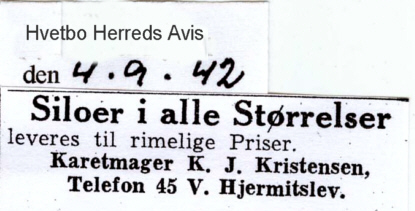 Hvetbo Herreds Avis
den 4.9.42
Siloer i alle Størrelser
leveres til rimelige Priser.
Karetmager K. J. Kristensen,
Telefon 45 V. Hjermitslev.